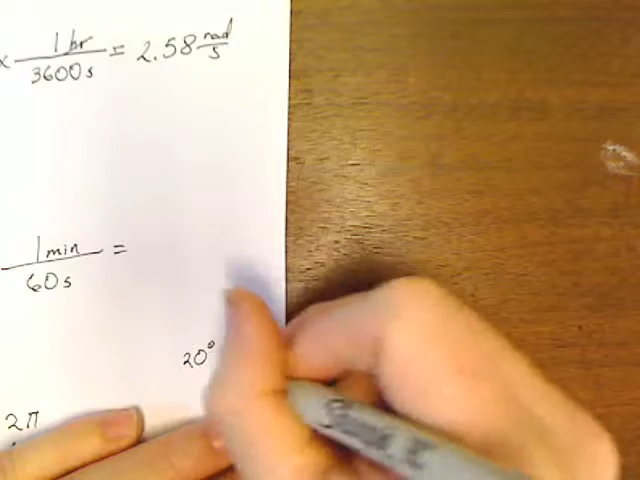 x 1 hr / 3600 s = 2.58 rad/s
1 min / 60 s =
20°
2π